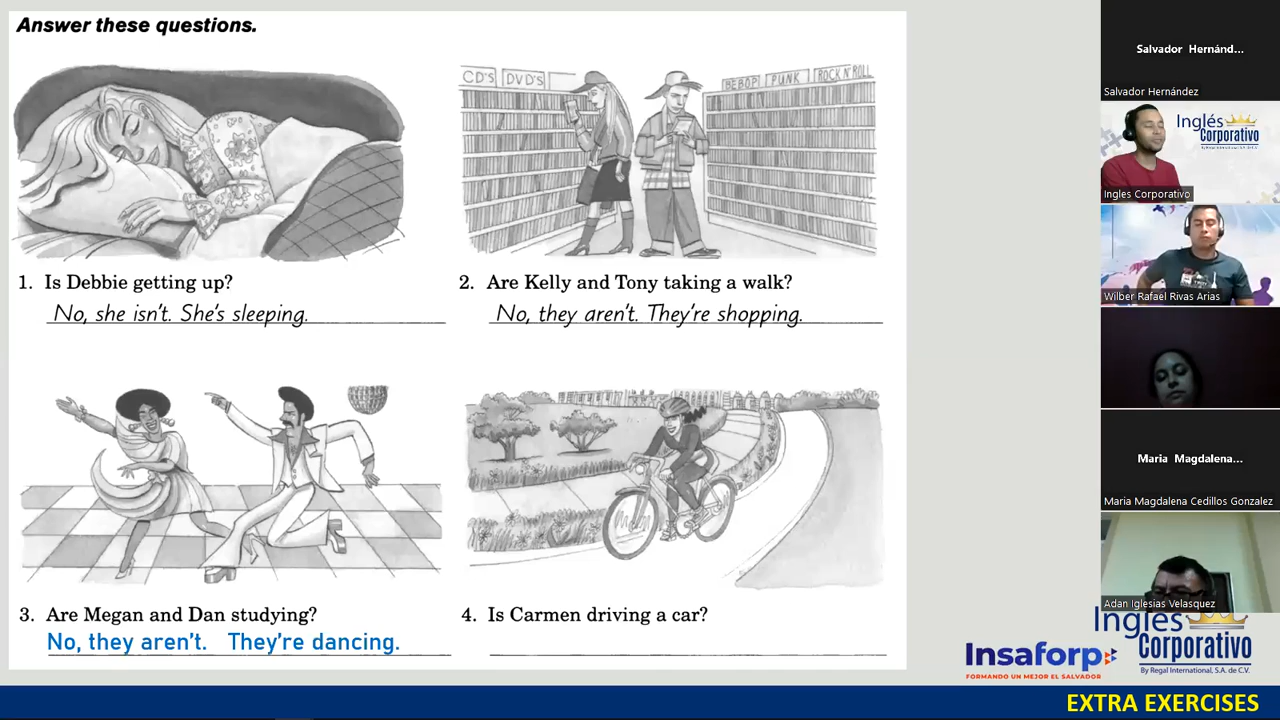 Answer these questions.
CD'S DVD'S
BEBOP PUNK ROCK N' ROLL
1. Is Debbie getting up?
No, she isn't. She's sleeping.
2. Are Kelly and Tony taking a walk?
No, they aren't. They're shopping.
3. Are Megan and Dan studying?
No, they aren't. They're dancing.
4. Is Carmen driving a car?
Salvador Hernánd...
Salvador Hernández
Inglés
Corporativo
Ingles Corporativo
Wilber Rafael Rivas Arias
Maria Magdalena...
Maria Magdalena Cedillos Gonzalez
Adan Iglesias Velasquez
Inglés
Corporativo
By Regal International, S.A. de C.V.
Insaforp
FORMANDO UN MEJOR EL SALVADOR
EXTRA EXERCISES